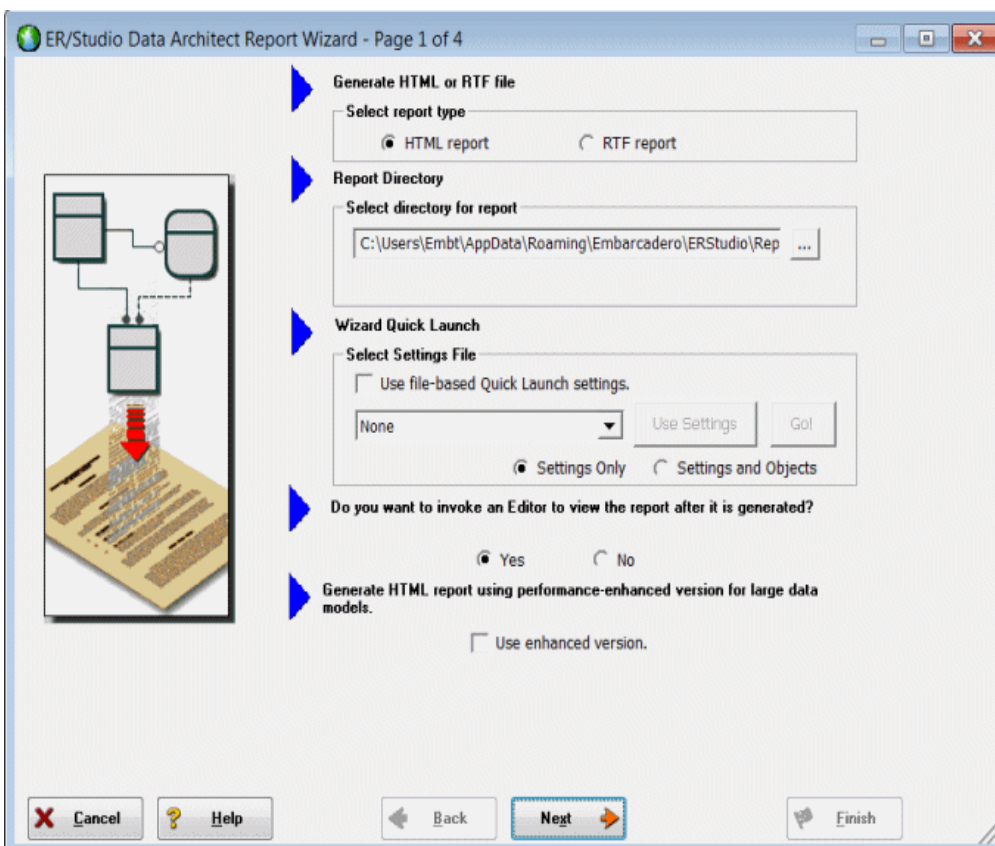 ER/Studio Data Architect Report Wizard - Page 1 of 4
Generate HTML or RTF file
Select report type
HTML report
RTF report
Report Directory
Select directory for report
C:\Users\Embt\AppData\Roaming\Embarcadero\ERStudio\Rep
...
Wizard Quick Launch
Select Settings File
Use file-based Quick Launch settings.
None
Use Settings
Go!
Settings Only
Settings and Objects
Do you want to invoke an Editor to view the report after it is generated?
Yes
No
Generate HTML report using performance-enhanced version for large data
models.
Use enhanced version.
Cancel
Help
Back
Next
Finish